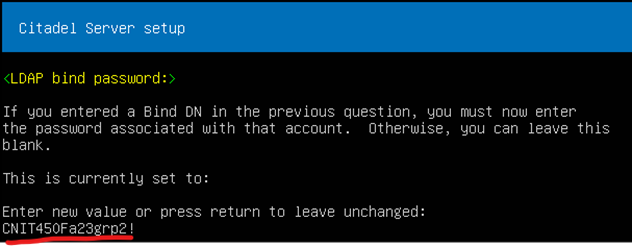 Citadel Server setup
<LDAP bind password:>
If you entered a Bind DN in the previous question, you must now enter
the password associated with that account.  Otherwise, you can leave this
blank.
This is currently set to:
Enter new value or press return to leave unchanged:
CNIT450Fa23grp2!